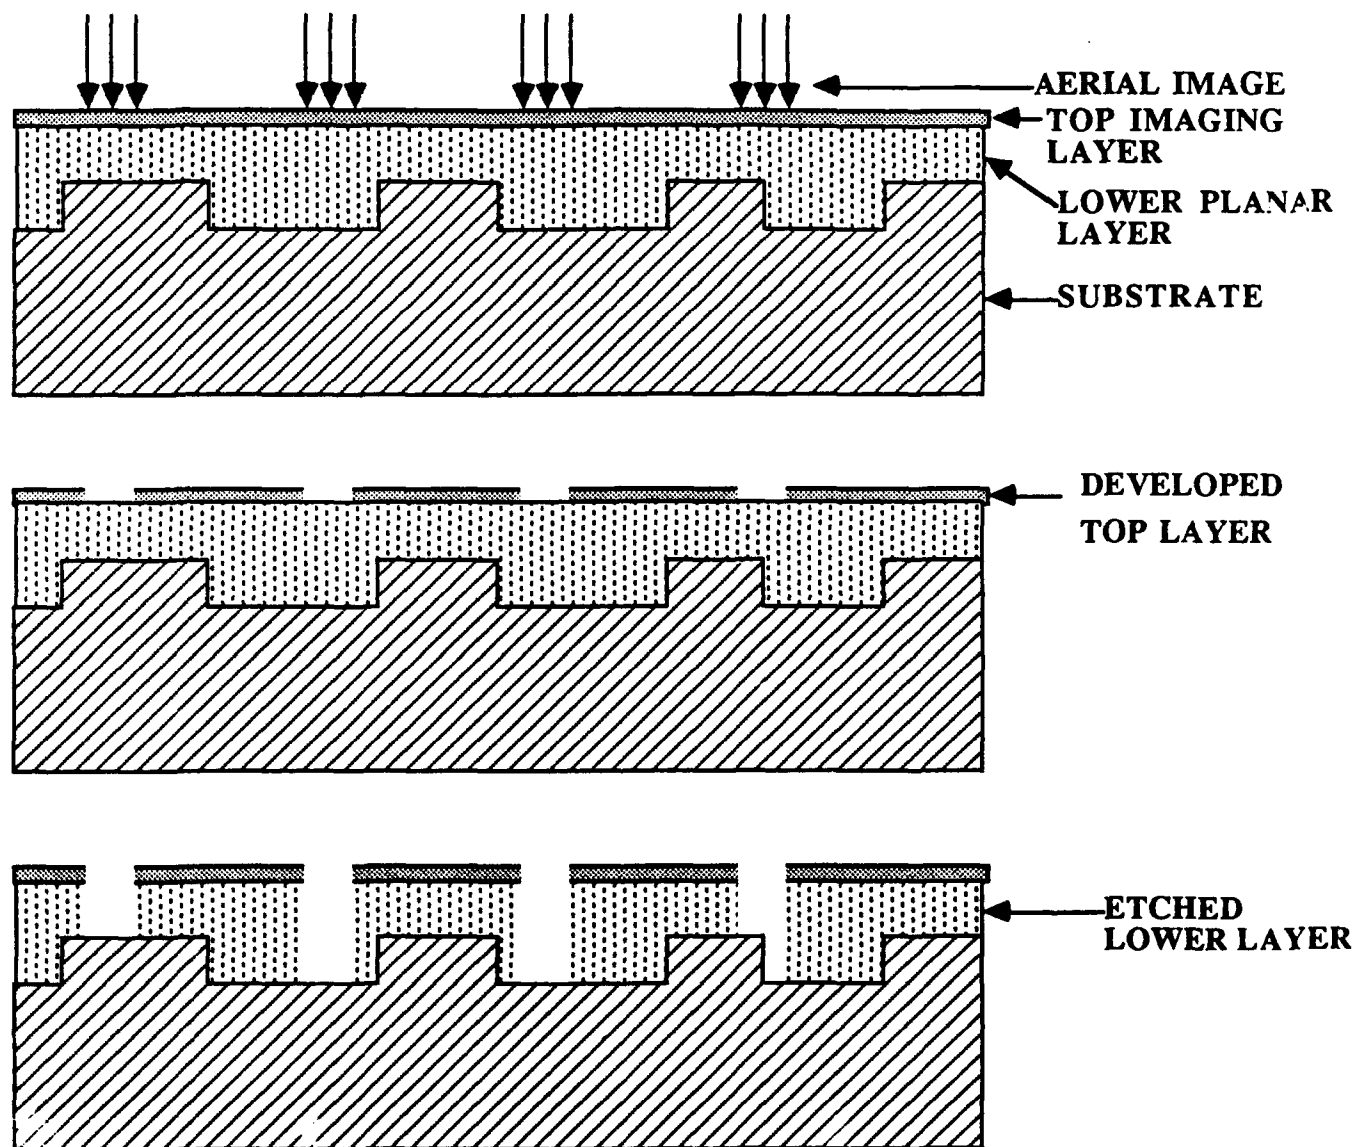 AERIAL IMAGE
TOP IMAGING
LAYER
LOWER PLANAR
LAYER
SUBSTRATE
DEVELOPED
TOP LAYER
ETCHED
LOWER LAYER